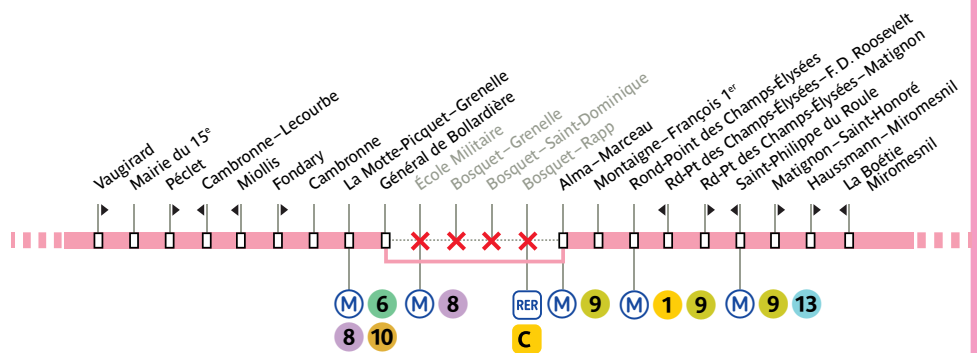 Vaugirard
Mairie du 15e
Péclet
Cambronne – Lecourbe
Miollis
Fondary
Cambronne
La Motte-Picquet – Grenelle
Général de Bollardière
École Militaire
Bosquet – Grenelle
Bosquet – Saint-Dominique
Bosquet – Rapp
Alma – Marceau
Montaigne – François 1er
Rond-Point des Champs-Élysées
Rd-Pt des Champs-Élysées – F. D. Roosevelt
Rd-Pt des Champs-Élysées – Matignon
Saint-Philippe du Roule
Matignon – Saint-Honoré
Haussmann – Miromesnil
La Boétie
Miromesnil
M 6
8 10
M 8
RER
C
M 9
M 1 9
M 9 13